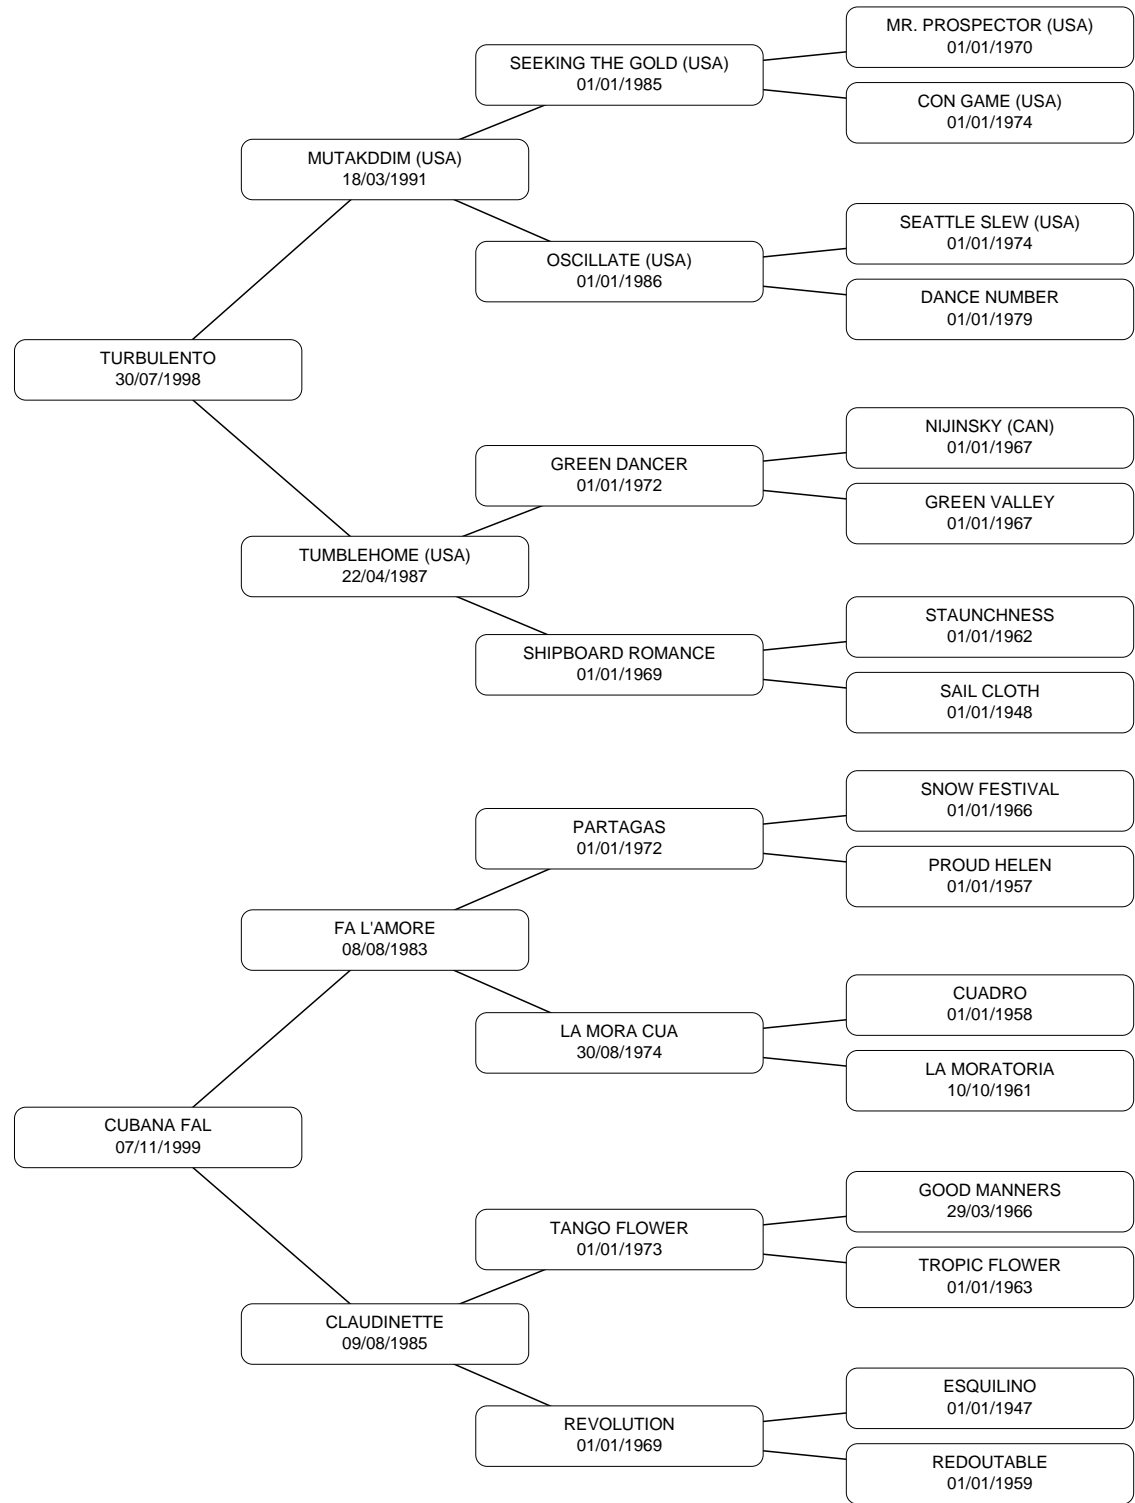 MR. PROSPECTOR (USA)
01/01/1970
SEEKING THE GOLD (USA)
01/01/1985
CON GAME (USA)
01/01/1974
MUTAKDDIM (USA)
18/03/1991
SEATTLE SLEW (USA)
01/01/1974
OSCILLATE (USA)
01/01/1986
DANCE NUMBER
01/01/1979
TURBULENTO
30/07/1998
NIJINSKY (CAN)
01/01/1967
GREEN DANCER
01/01/1972
GREEN VALLEY
01/01/1967
TUMBLEHOME (USA)
22/04/1987
STAUNCHNESS
01/01/1962
SHIPBOARD ROMANCE
01/01/1969
SAIL CLOTH
01/01/1948
SNOW FESTIVAL
01/01/1966
PARTAGAS
01/01/1972
PROUD HELEN
01/01/1957
FA L'AMORE
08/08/1983
CUADRO
01/01/1958
LA MORA CUA
30/08/1974
LA MORATORIA
10/10/1961
CUBANA FAL
07/11/1999
GOOD MANNERS
29/03/1966
TANGO FLOWER
01/01/1973
TROPIC FLOWER
01/01/1963
CLAUDINETTE
09/08/1985
ESQUILINO
01/01/1947
REVOLUTION
01/01/1969
REDOUTABLE
01/01/1959